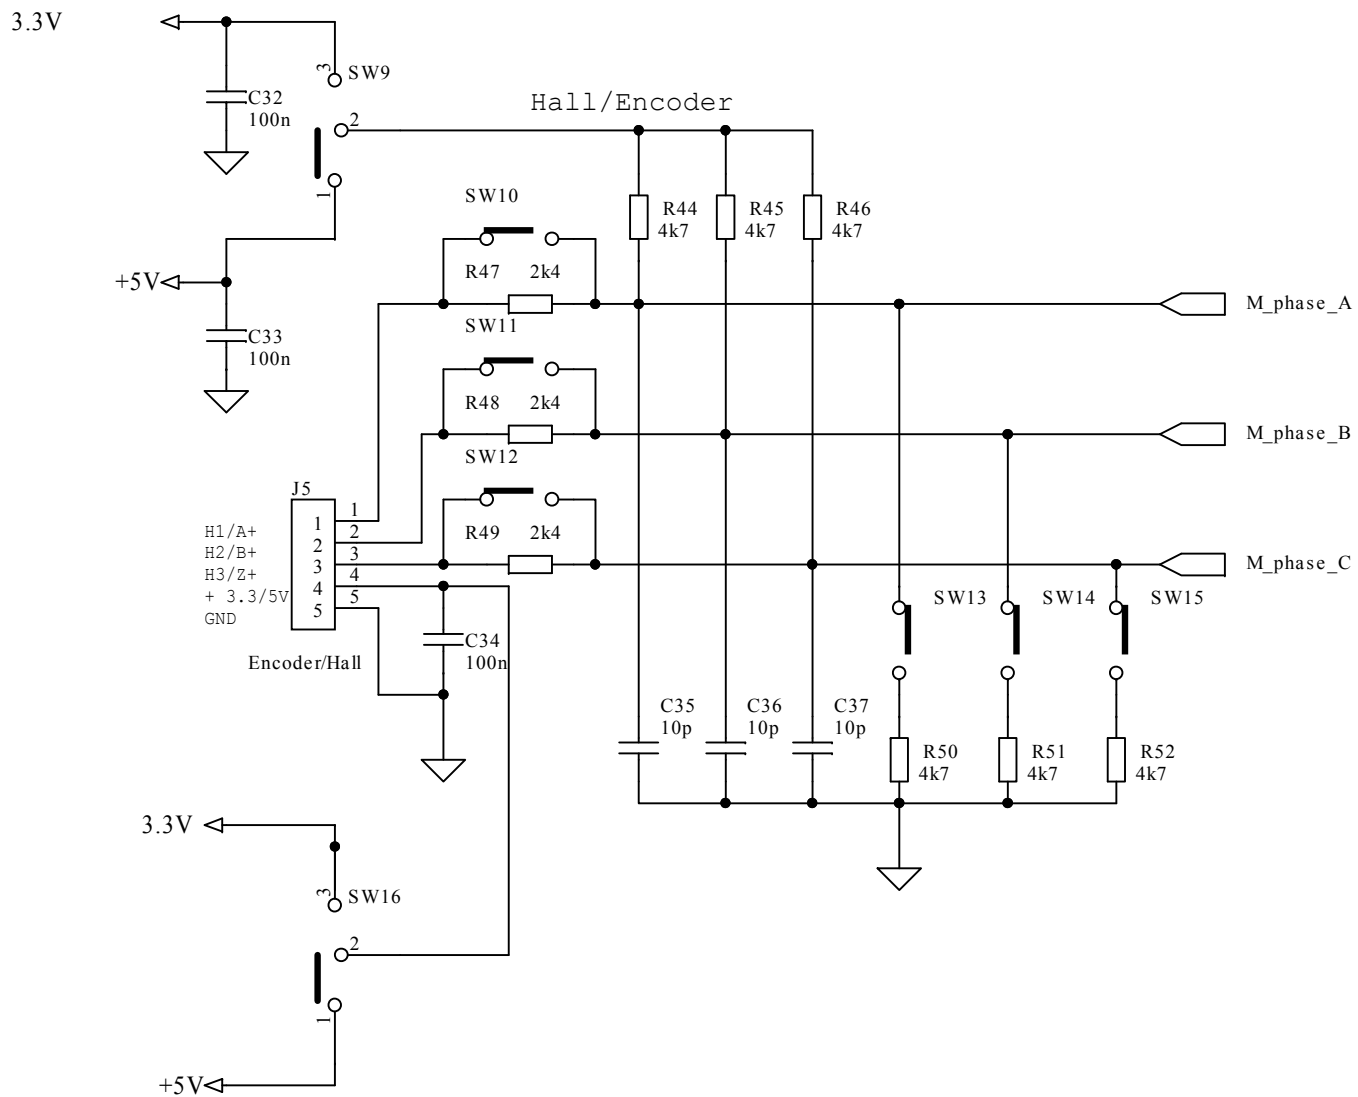 3.3V
3
SW9
C32
100n
Hall/Encoder
2
1
SW10
R44
4k7
R45
4k7
R46
4k7
R47 2k4
+5V
SW11
M_phase_A
C33
100n
R48 2k4
SW12
M_phase_B
J5
R49 2k4
1 1
2 2
3 3
4 4
5 5
H1/A+
H2/B+
H3/Z+
+ 3.3/5V
GND
M_phase_C
SW13
SW14
SW15
C34
100n
Encoder/Hall
C35
10p
C36
10p
C37
10p
R50
4k7
R51
4k7
R52
4k7
3.3V
3
SW16
2
1
+5V